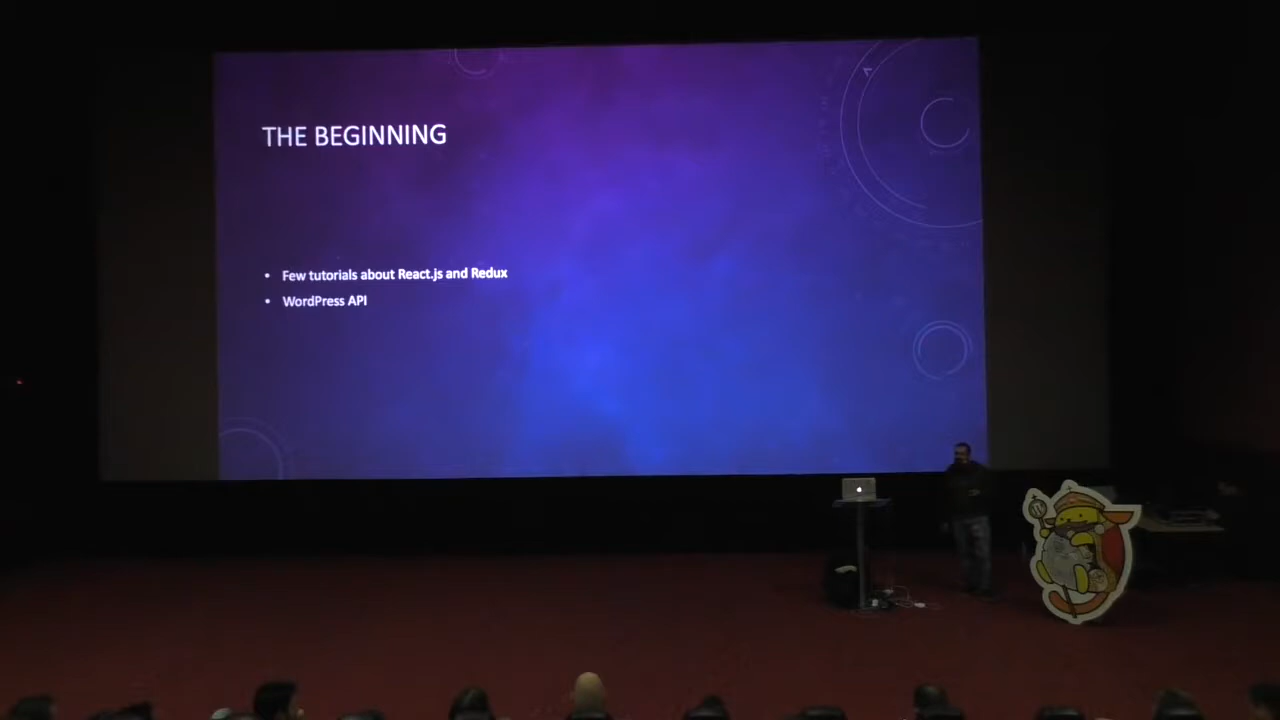 THE BEGINNING
• Few tutorials about React.js and Redux
• WordPress API